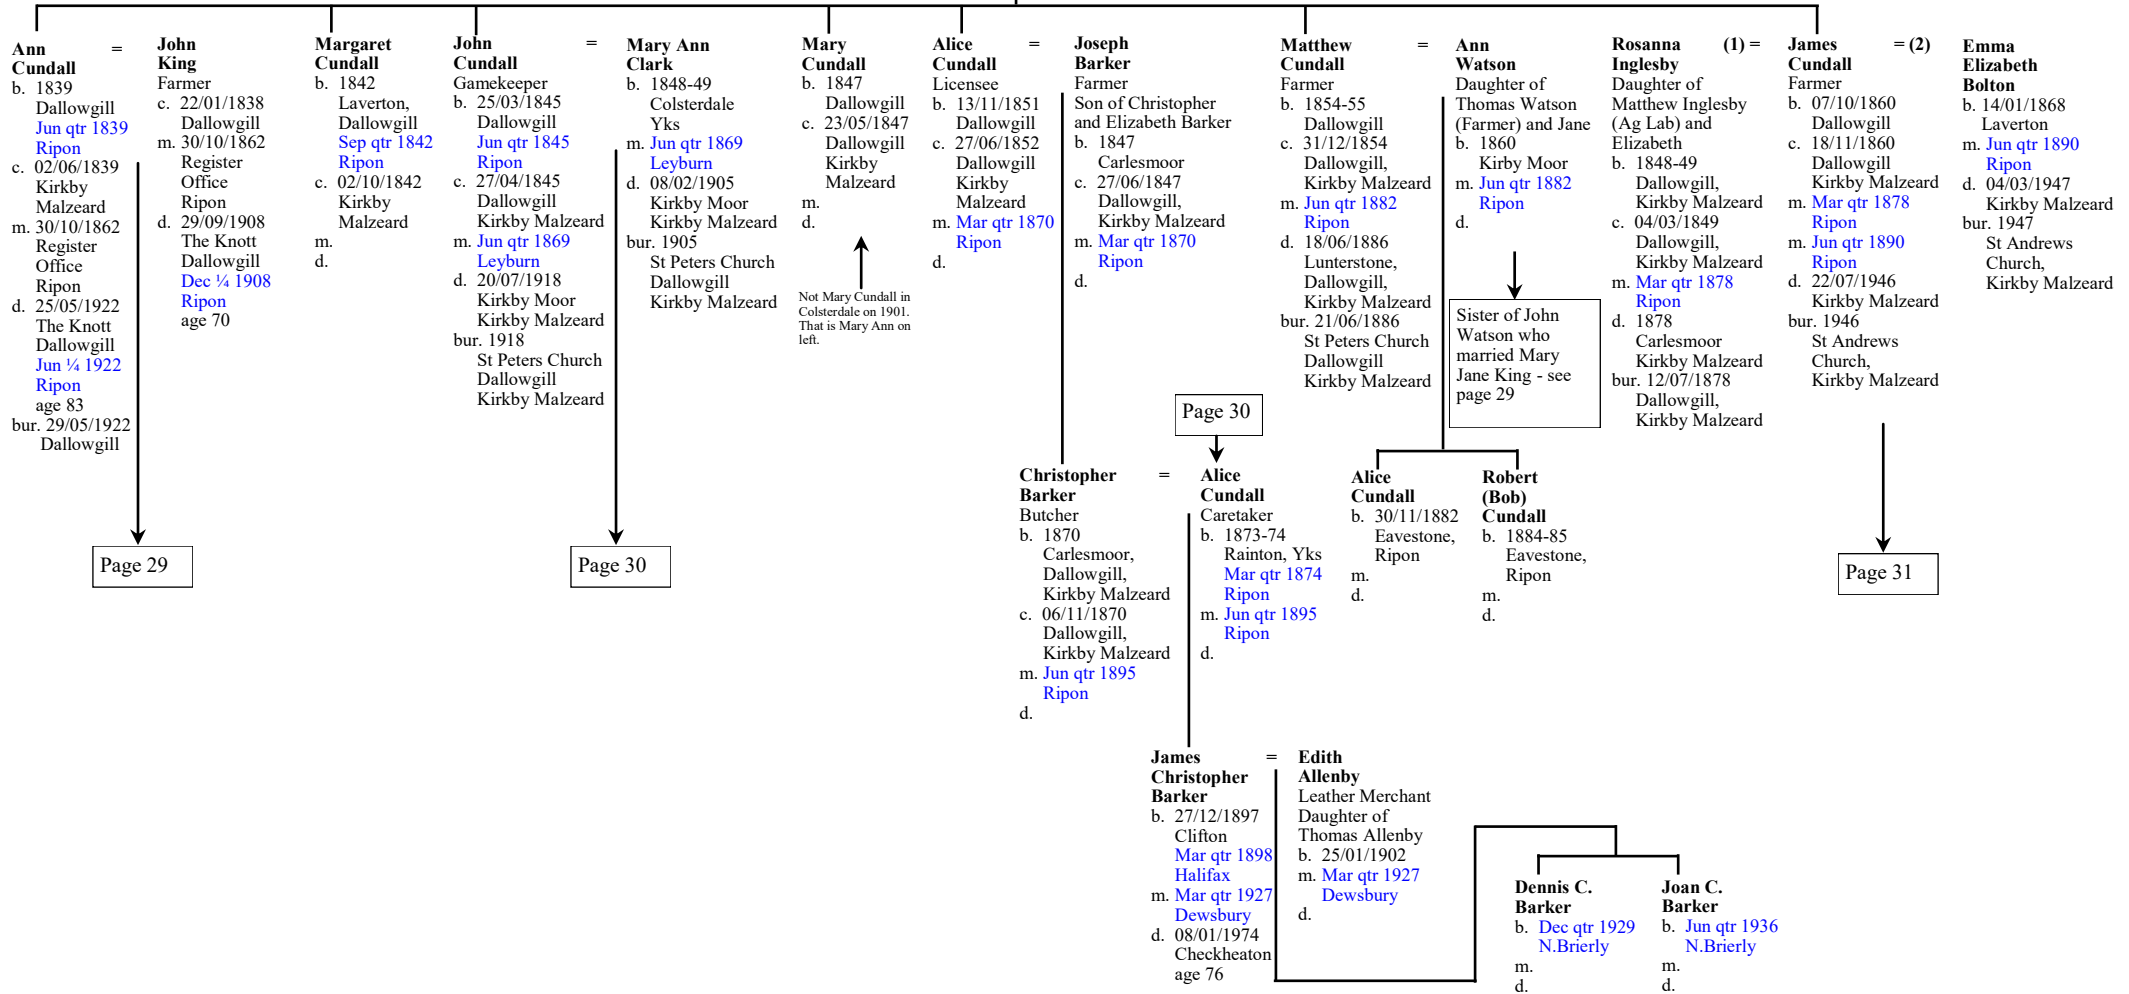 Ann =
Cundall
b. 1839
Dallowgill
Jun qtr 1839
Ripon
c. 02/06/1839
Kirkby
Malzeard
m. 30/10/1862
Register
Office
Ripon
d. 25/05/1922
The Knott
Dallowgill
Jun ¼ 1922
Ripon
age 83
bur. 29/05/1922
Dallowgill
John
King
Farmer
c. 22/01/1838
Dallowgill
m. 30/10/1862
Register
Office
Ripon
d. 29/09/1908
The Knott
Dallowgill
Dec ¼ 1908
Ripon
age 70
Page 29
Margaret
Cundall
b. 1842
Laverton,
Dallowgill
Sep qtr 1842
Ripon
c. 02/10/1842
Kirkby
Malzeard
m.
d.
John =
Cundall
Gamekeeper
b. 25/03/1845
Dallowgill
Jun qtr 1845
Ripon
c. 27/04/1845
Dallowgill
Kirkby Malzeard
m. Jun qtr 1869
Leyburn
d. 20/07/1918
Kirkby Moor
Kirkby Malzeard
bur. 1918
St Peters Church
Dallowgill
Kirkby Malzeard
Mary Ann
Clark
b. 1848-49
Colsterdale
Yks
m. Jun qtr 1869
Leyburn
d. 08/02/1905
Kirkby Moor
Kirkby Malzeard
bur. 1905
St Peters Church
Dallowgill
Kirkby Malzeard
Page 30
Mary
Cundall
b. 1847
Dallowgill
c. 23/05/1847
Dallowgill
Kirkby
Malzeard
m.
d.
Not Mary Cundall in
Colsterdale on 1901.
That is Mary Ann on
left.
Alice =
Cundall
Licensee
b. 13/11/1851
Dallowgill
c. 27/06/1852
Dallowgill
Kirkby
Malzeard
m. Mar qtr 1870
Ripon
d.
Joseph
Barker
Farmer
Son of Christopher
and Elizabeth Barker
b. 1847
Carlesmoor
c. 27/06/1847
Dallowgill,
Kirkby Malzeard
m. Mar qtr 1870
Ripon
d.
Matthew =
Cundall
Farmer
b. 1854-55
Dallowgill
c. 31/12/1854
Dallowgill,
Kirkby Malzeard
m. Jun qtr 1882
Ripon
d. 18/06/1886
Lunterstone,
Dallowgill,
Kirkby Malzeard
bur. 21/06/1886
St Peters Church
Dallowgill
Kirkby Malzeard
Ann
Watson
Daughter of
Thomas Watson
(Farmer) and Jane
b. 1860
Kirby Moor
m. Jun qtr 1882
Ripon
d.
Sister of John
Watson who
married Mary
Jane King - see
page 29
Rosanna (1) =
Inglesby
Daughter of
Matthew Inglesby
(Ag Lab) and
Elizabeth
b. 1848-49
Dallowgill,
Kirkby Malzeard
c. 04/03/1849
Dallowgill,
Kirkby Malzeard
m. Mar qtr 1878
Ripon
d. 1878
Carlesmoor
Kirkby Malzeard
bur. 12/07/1878
Dallowgill,
Kirkby Malzeard
James = (2)
Cundall
Farmer
b. 07/10/1860
Dallowgill
c. 18/11/1860
Dallowgill
Kirkby Malzeard
m. Mar qtr 1878
Ripon
m. Jun qtr 1890
Ripon
d. 22/07/1946
Kirkby Malzeard
bur. 1946
St Andrews
Church,
Kirkby Malzeard
Emma
Elizabeth
Bolton
b. 14/01/1868
Laverton
m. Jun qtr 1890
Ripon
d. 04/03/1947
Kirkby Malzeard
bur. 1947
St Andrews
Church,
Kirkby Malzeard
Page 31
Page 30
Christopher =
Barker
Butcher
b. 1870
Carlesmoor,
Dallowgill,
Kirkby Malzeard
c. 06/11/1870
Dallowgill,
Kirkby Malzeard
m. Jun qtr 1895
Ripon
d.
Alice
Cundall
Caretaker
b. 1873-74
Rainton, Yks
Mar qtr 1874
Ripon
m. Jun qtr 1895
Ripon
d.
Alice
Cundall
b. 30/11/1882
Eavestone,
Ripon
m.
d.
Robert
(Bob)
Cundall
b. 1884-85
Eavestone,
Ripon
m.
d.
James =
Christopher
Barker
b. 27/12/1897
Clifton
Mar qtr 1898
Halifax
m. Mar qtr 1927
Dewsbury
d. 08/01/1974
Checkheaton
age 76
Edith
Allenby
Leather Merchant
Daughter of
Thomas Allenby
b. 25/01/1902
m. Mar qtr 1927
Dewsbury
d.
Dennis C.
Barker
b. Dec qtr 1929
N.Brierly
m.
d.
Joan C.
Barker
b. Jun qtr 1936
N.Brierly
m.
d.